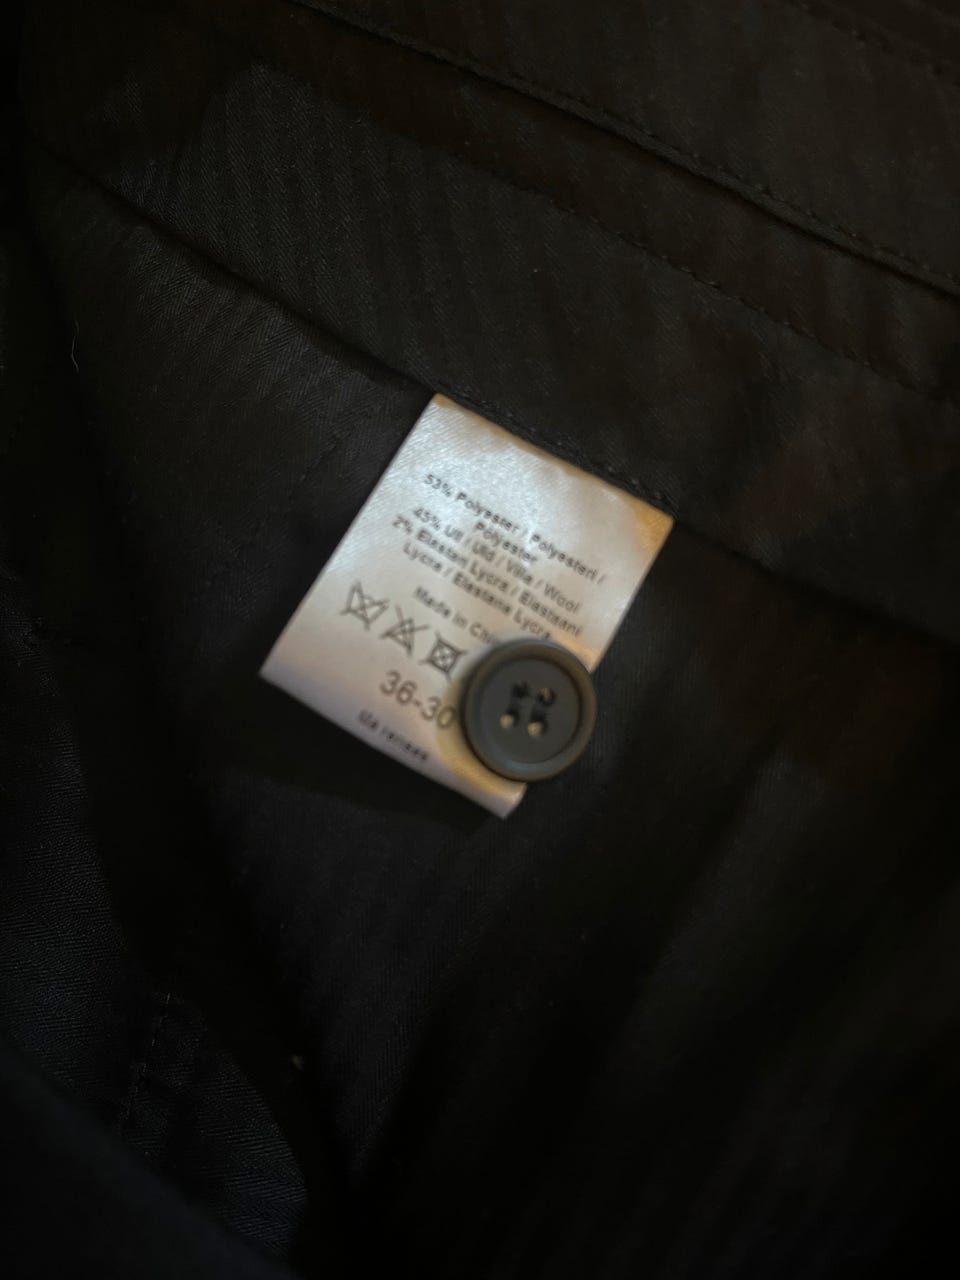 53% Polyester / Polyesteri /
Polyester
45% Ull / Uld / Villa / Wool
2% Elastan Lycra / Elastaani
Lycra / Elastane Lycra
Made in
36-30